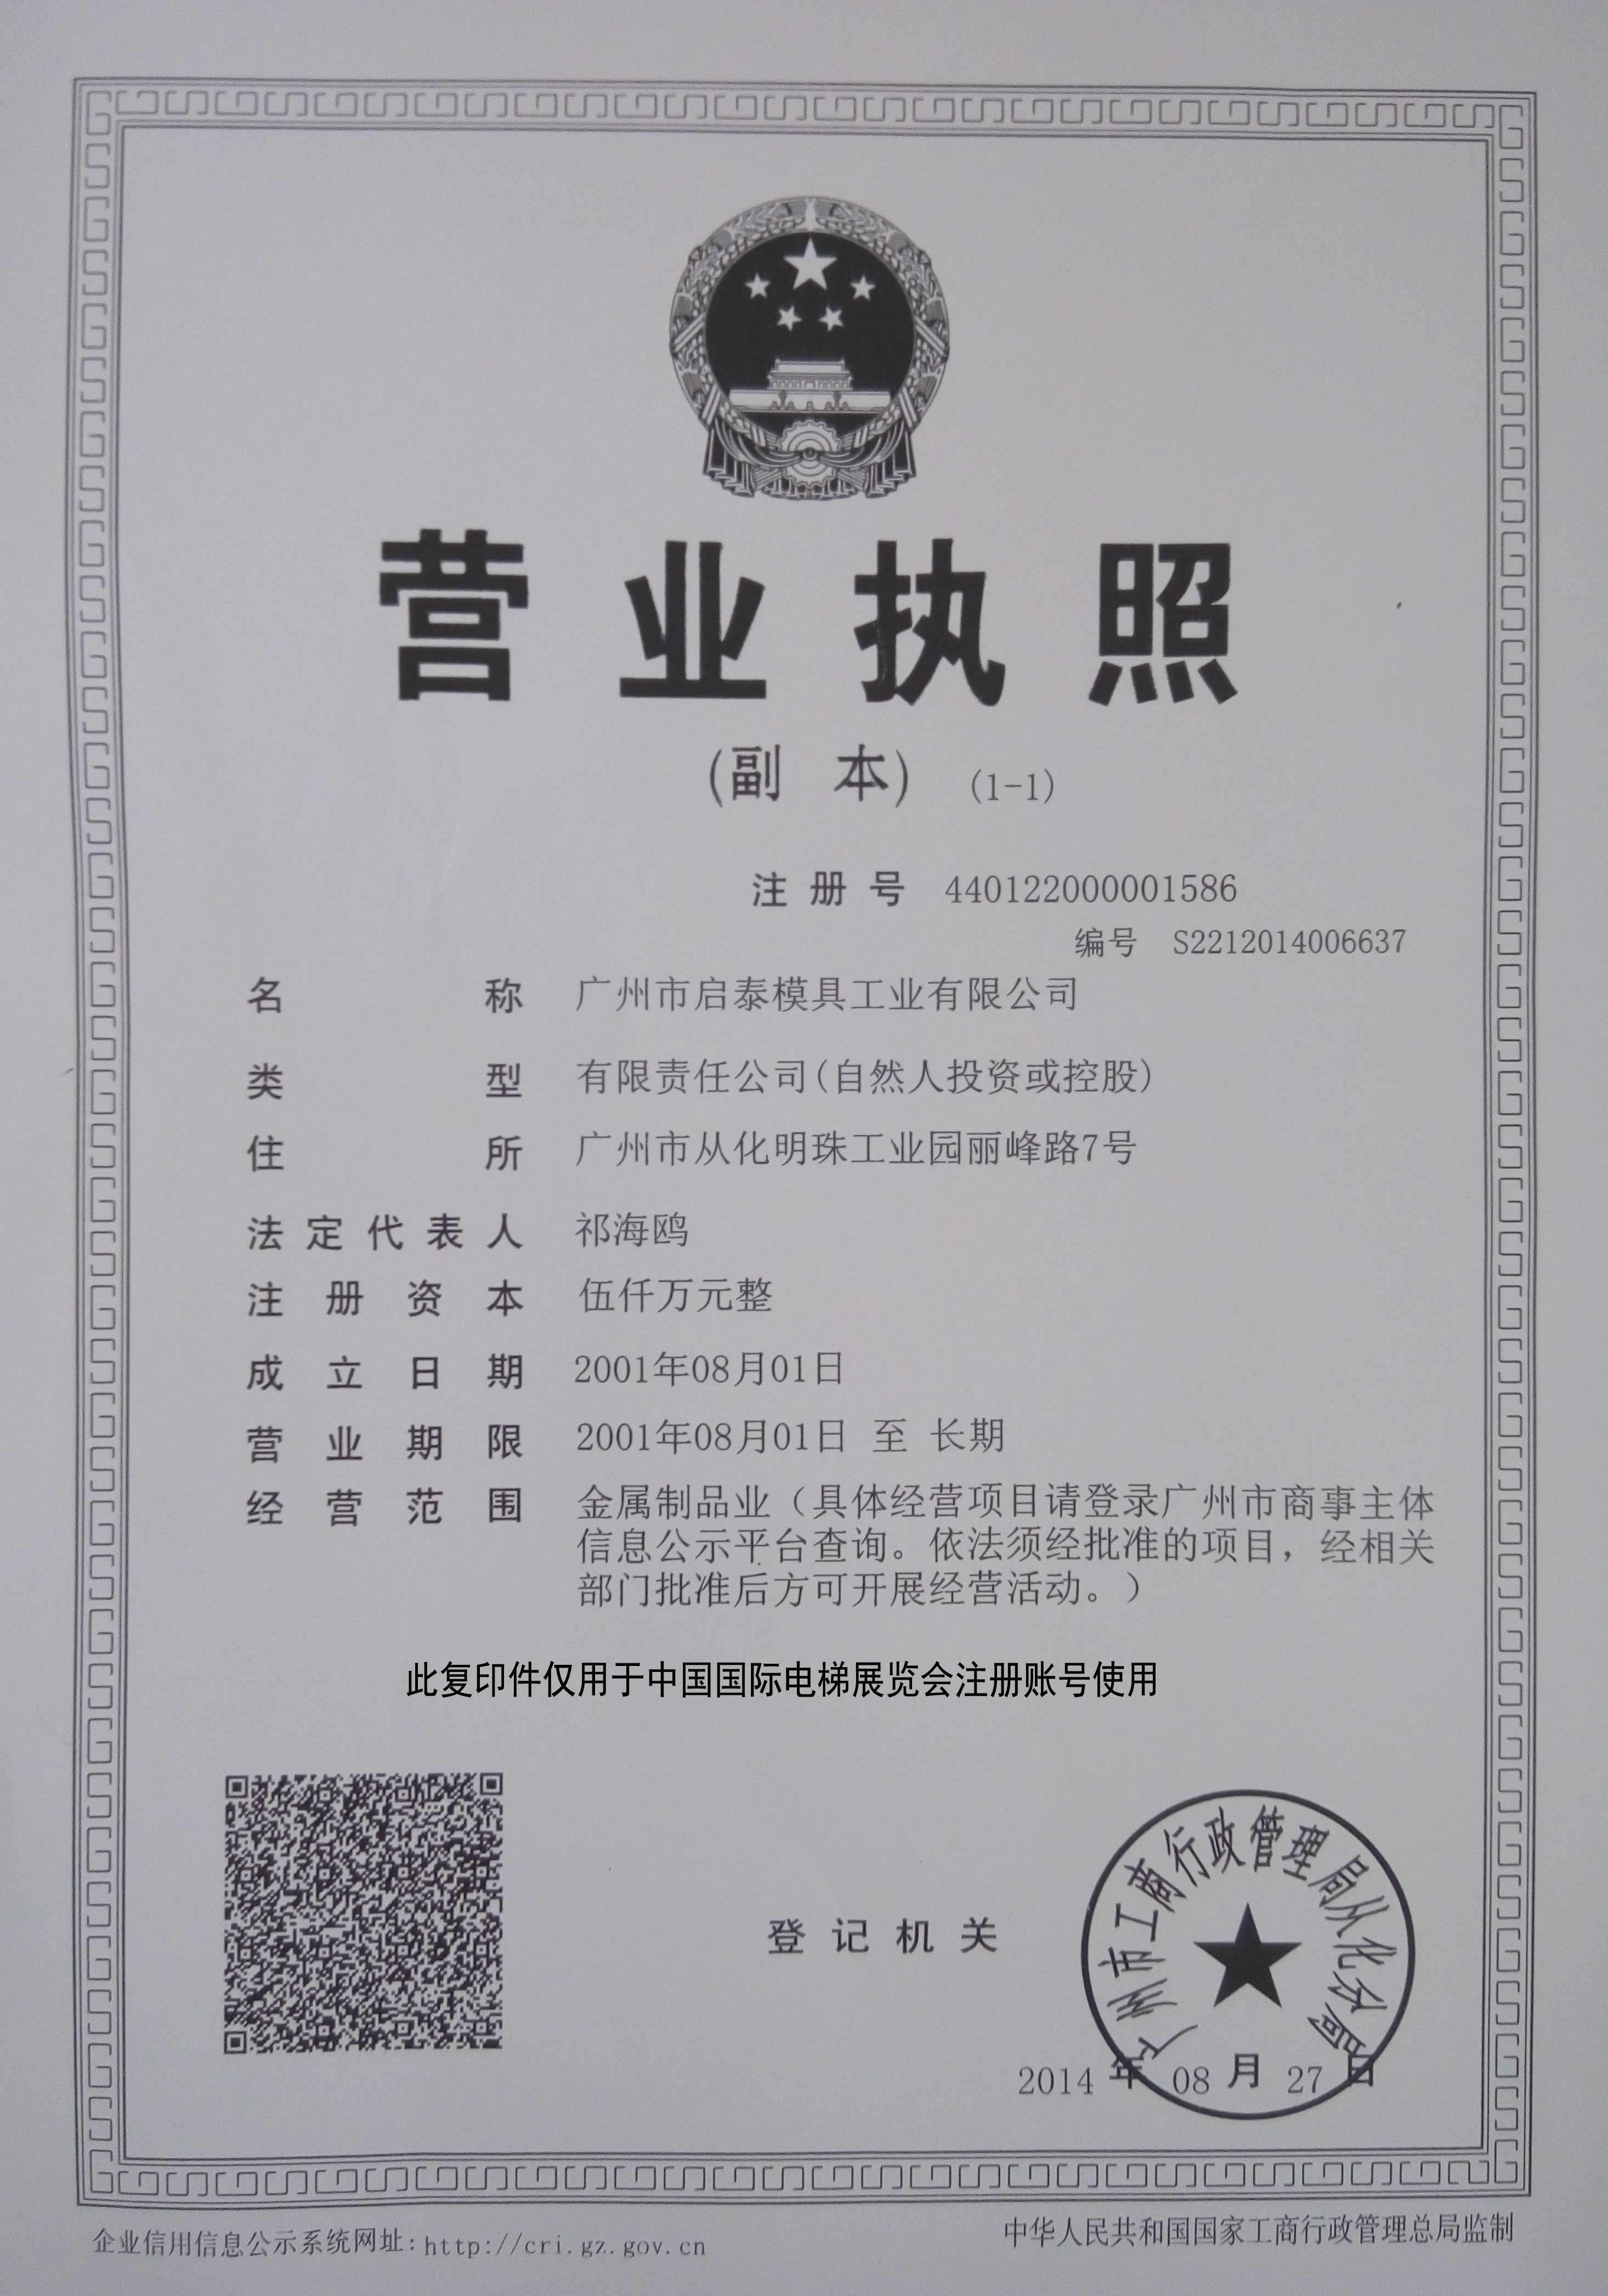 营业执照
(副 本) (1-1)
注册号 440122000001586
编号 S2212014006637
名称 广州市启泰模具工业有限公司
类型 有限责任公司(自然人投资或控股)
住所 广州市从化明珠工业园丽峰路7号
法定代表人 祁海鸥
注册资本 伍仟万元整
成立日期 2001年08月01日
营业期限 2001年08月01日 至 长期
经营范围 金属制品业（具体经营项目请登录广州市商事主体
信息公示平台查询。依法须经批准的项目，经相关
部门批准后方可开展经营活动。）
此复印件仅用于中国国际电梯展览会注册账号使用
登记机关
广州市工商行政管理局从化分局
2014 年 08 月 27 日
企业信用信息公示系统网址:http://cri.gz.gov.cn
中华人民共和国国家工商行政管理总局监制